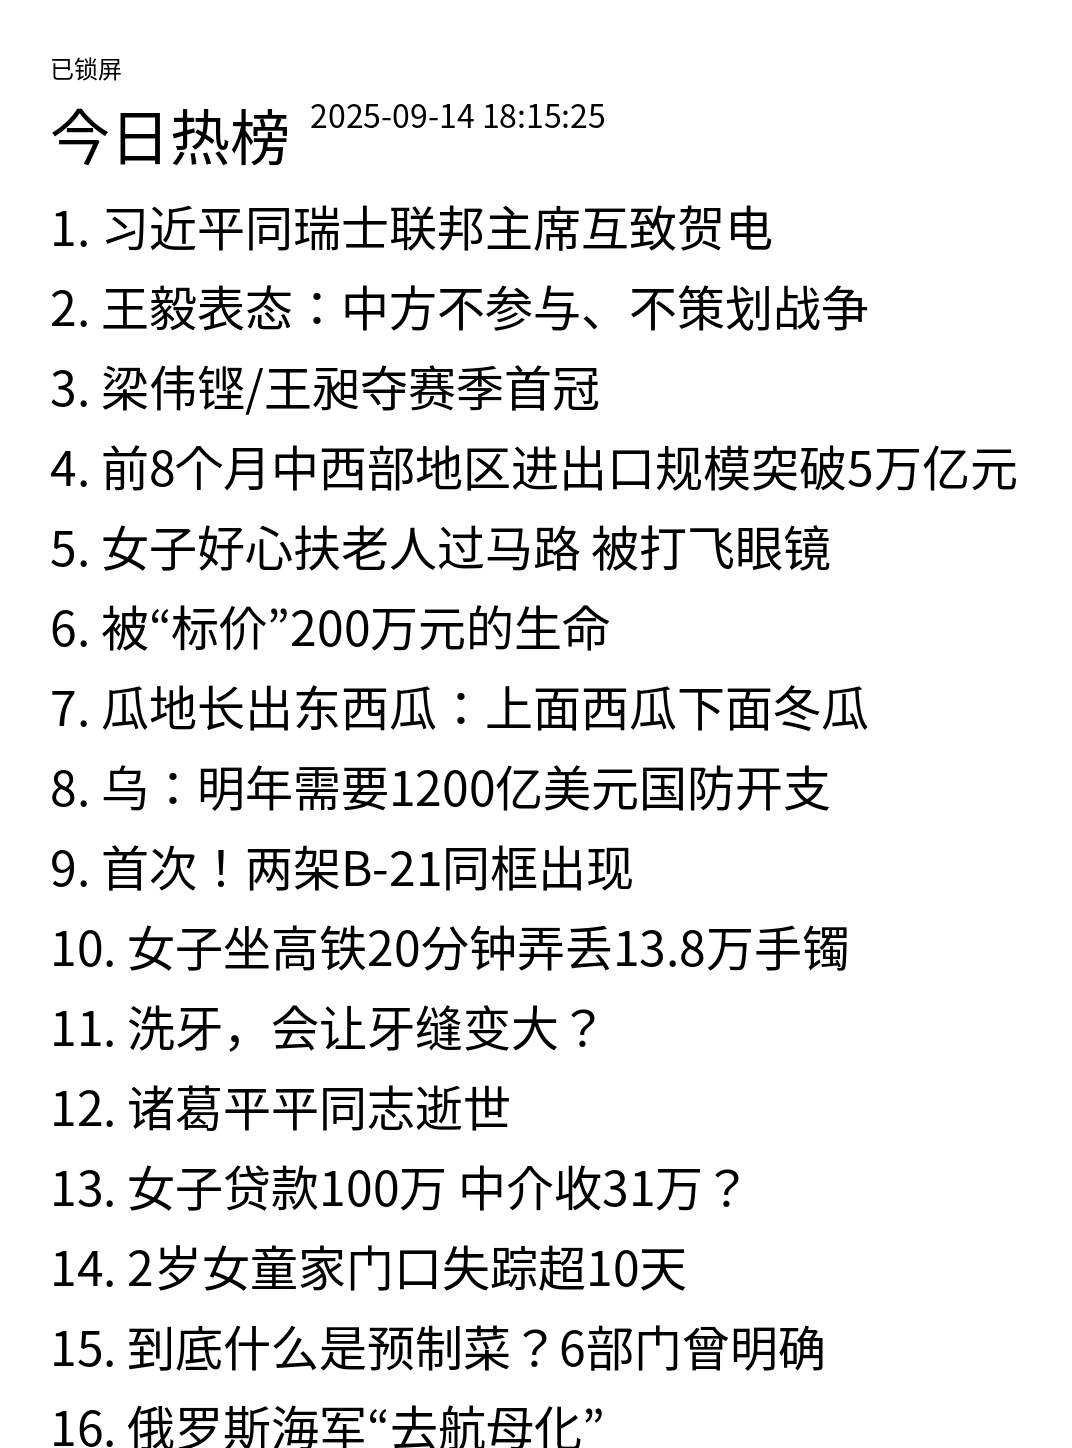 已锁屏
今日热榜 2025-09-14 18:15:25
1. 习近平同瑞士联邦主席互致贺电
2. 王毅表态：中方不参与、不策划战争
3. 梁伟铿/王昶夺赛季首冠
4. 前8个月中西部地区进出口规模突破5万亿元
5. 女子好心扶老人过马路 被打飞眼镜
6. 被“标价”200万元的生命
7. 瓜地长出东西瓜：上面西瓜下面冬瓜
8. 乌：明年需要1200亿美元国防开支
9. 首次！两架B-21同框出现
10. 女子坐高铁20分钟弄丢13.8万手镯
11. 洗牙，会让牙缝变大？
12. 诸葛平平同志逝世
13. 女子贷款100万 中介收31万？
14. 2岁女童家门口失踪超10天
15. 到底什么是预制菜？6部门曾明确
16. 俄罗斯海军“去航母化”